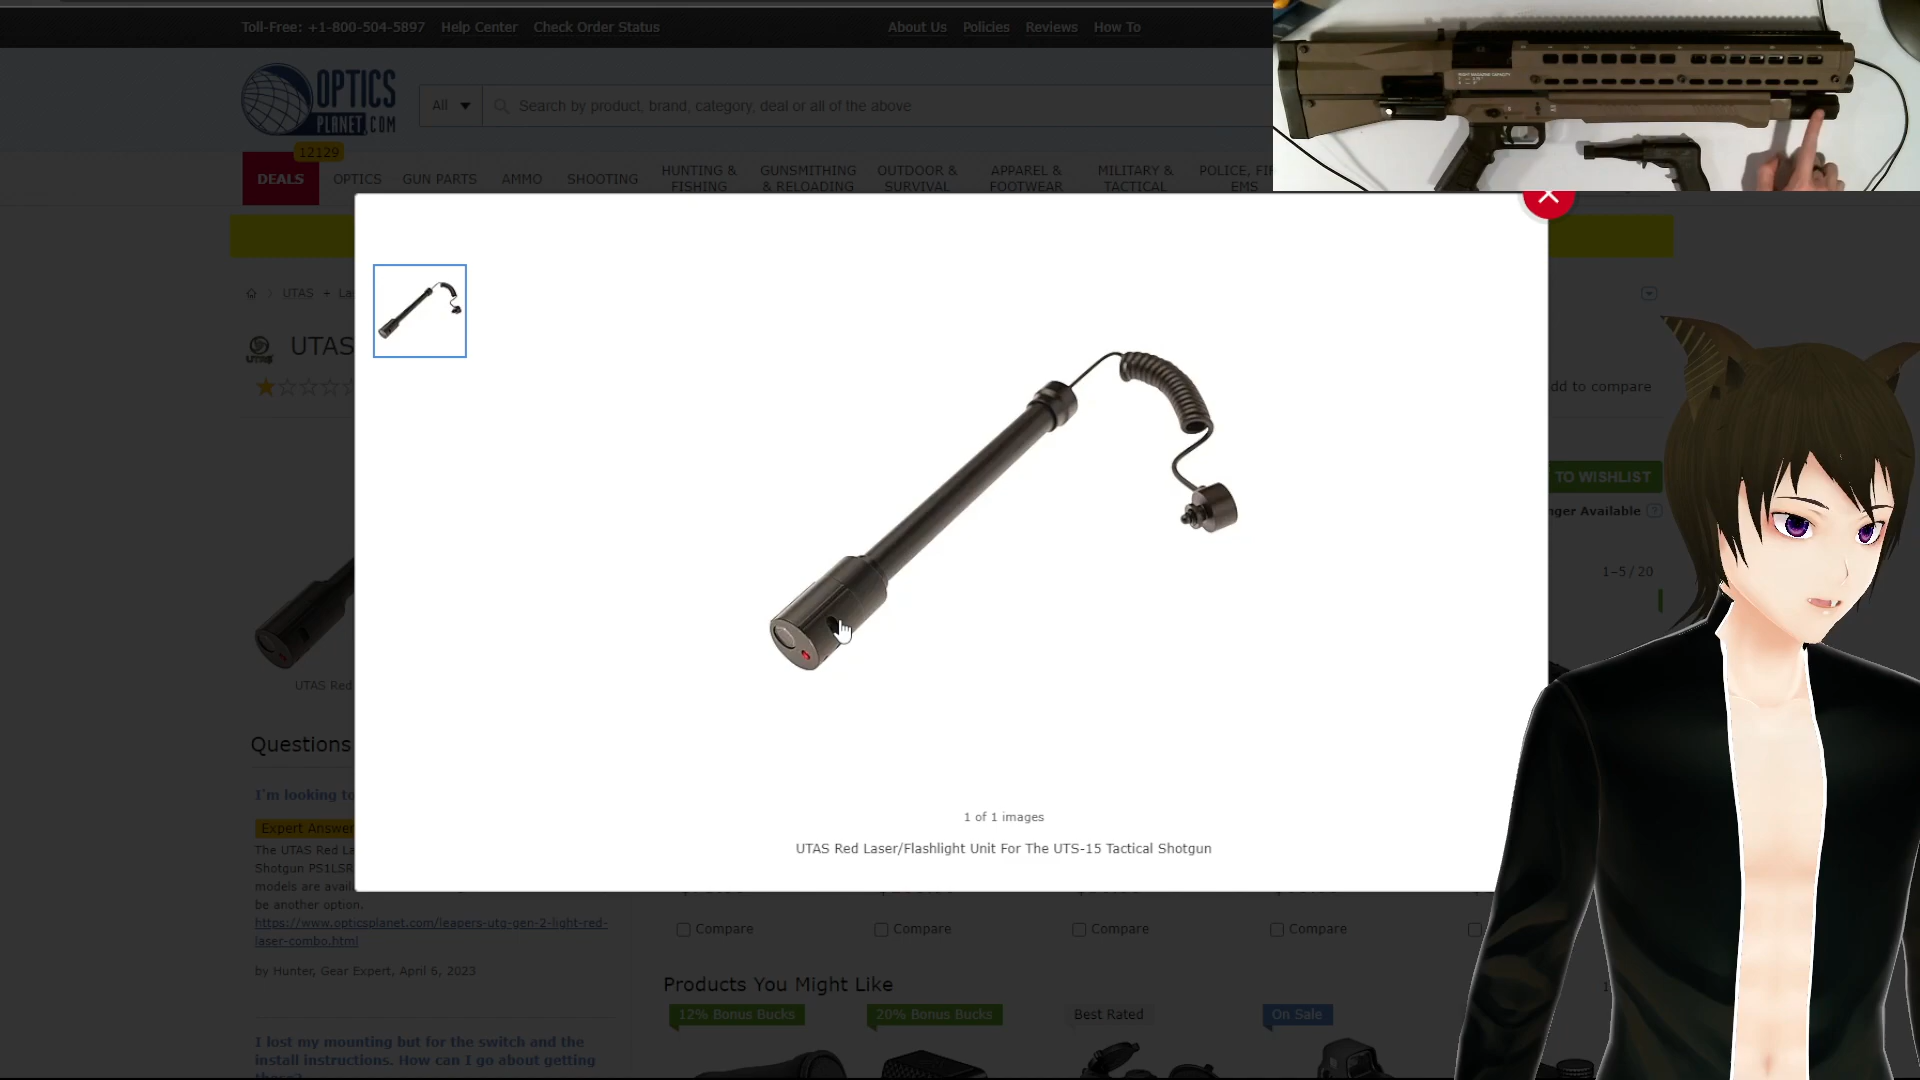 Toll-Free: +1-800-504-5897 Help Center Check Order Status About Us Policies Reviews How To
OPTICS
PLANET.COM
All Search by product, brand, category, deal or all of the above
12129
DEALS OPTICS GUN PARTS AMMO SHOOTING
HUNTING &
FISHING
GUNSMITHING
& RELOADING
OUTDOOR &
SURVIVAL
APPAREL &
FOOTWEAR
MILITARY &
TACTICAL
POLICE, FI
EMS
UTAS
UTAS
UTAS
dd to compare
TO WISHLIST
nger Available ?
1-5 / 20
UTAS Red
1 of 1 images
UTAS Red Laser/Flashlight Unit For The UTS-15 Tactical Shotgun
Questions
I'm looking to
Expert Answer
The UTAS Red La
Shotgun PS1LSR
models are avail
be another option.
https://www.opticsplanet.com/leapers-utg-gen-2-light-red-
laser-combo.html
by Hunter, Gear Expert, April 6, 2023
I lost my mounting but for the switch and the
install instructions. How can I go about getting
Compare Compare Compare Compare
Products You Might Like
12% Bonus Bucks 20% Bonus Bucks Best Rated On Sale